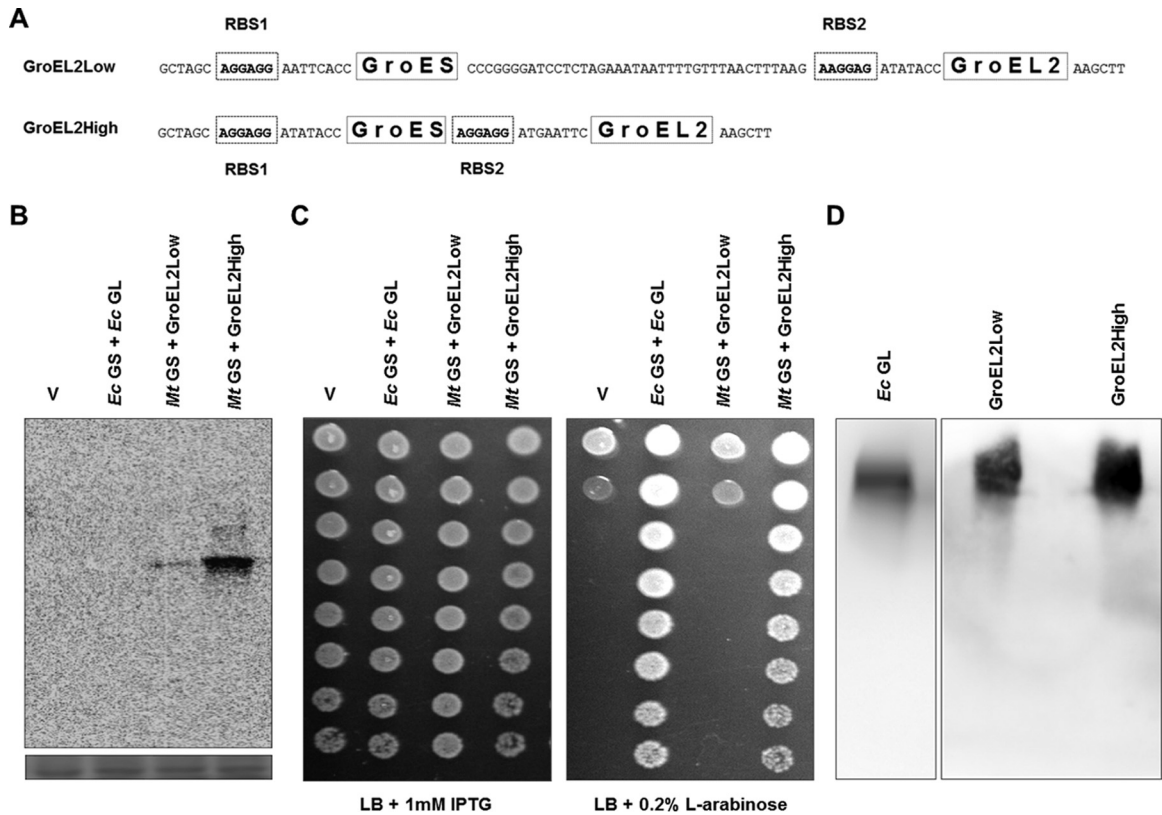 A
RBS1 RBS2
GroEL2Low GCTAGC AGGAGG AATTCACC GroES CCCGGGGATCCTCTAGAAATAATTTTGTTTAACTTTAAG AAGGAG ATATACC GroEL2 AAGCTT
GroEL2High GCTAGC AGGAGG ATATACC GroES AGGAGG ATGAATTC GroEL2 AAGCTT
RBS1 RBS2
B
V
Ec GS + Ec GL
Mt GS + GroEL2Low
Mt GS + GroEL2High
C
V
Ec GS + Ec GL
Mt GS + GroEL2Low
Mt GS + GroEL2High
V
Ec GS + Ec GL
Mt GS + GroEL2Low
Mt GS + GroEL2High
LB + 1mM IPTG
LB + 0.2% L-arabinose
D
Ec GL
GroEL2Low
GroEL2High